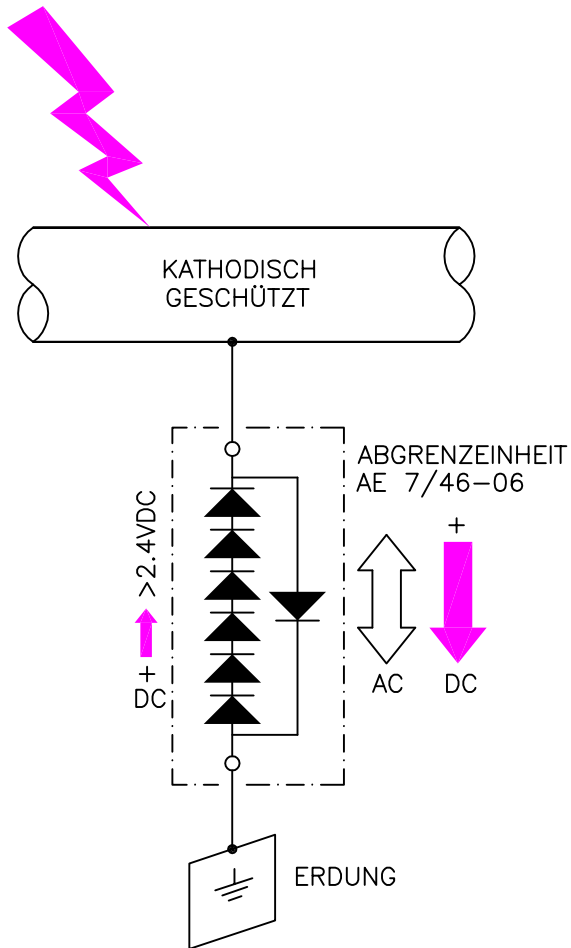 KATHODISCH
GESCHÜTZT
ABGRENZEINHEIT
AE 7/46-06
+
>2.4VDC
+
DC
AC
DC
ERDUNG